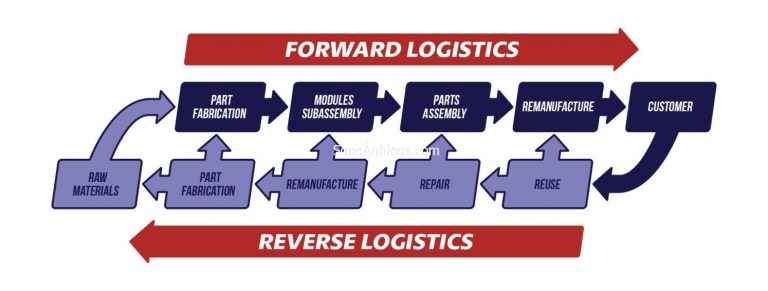 FORWARD LOGISTICS
PART
FABRICATION
MODULES
SUBASSEMBLY
PARTS
ASSEMBLY
REMANUFACTURE
CUSTOMER
SongÁnhlogs.com
RAW
MATERIALS
PART
FABRICATION
REMANUFACTURE
REPAIR
REUSE
REVERSE LOGISTICS